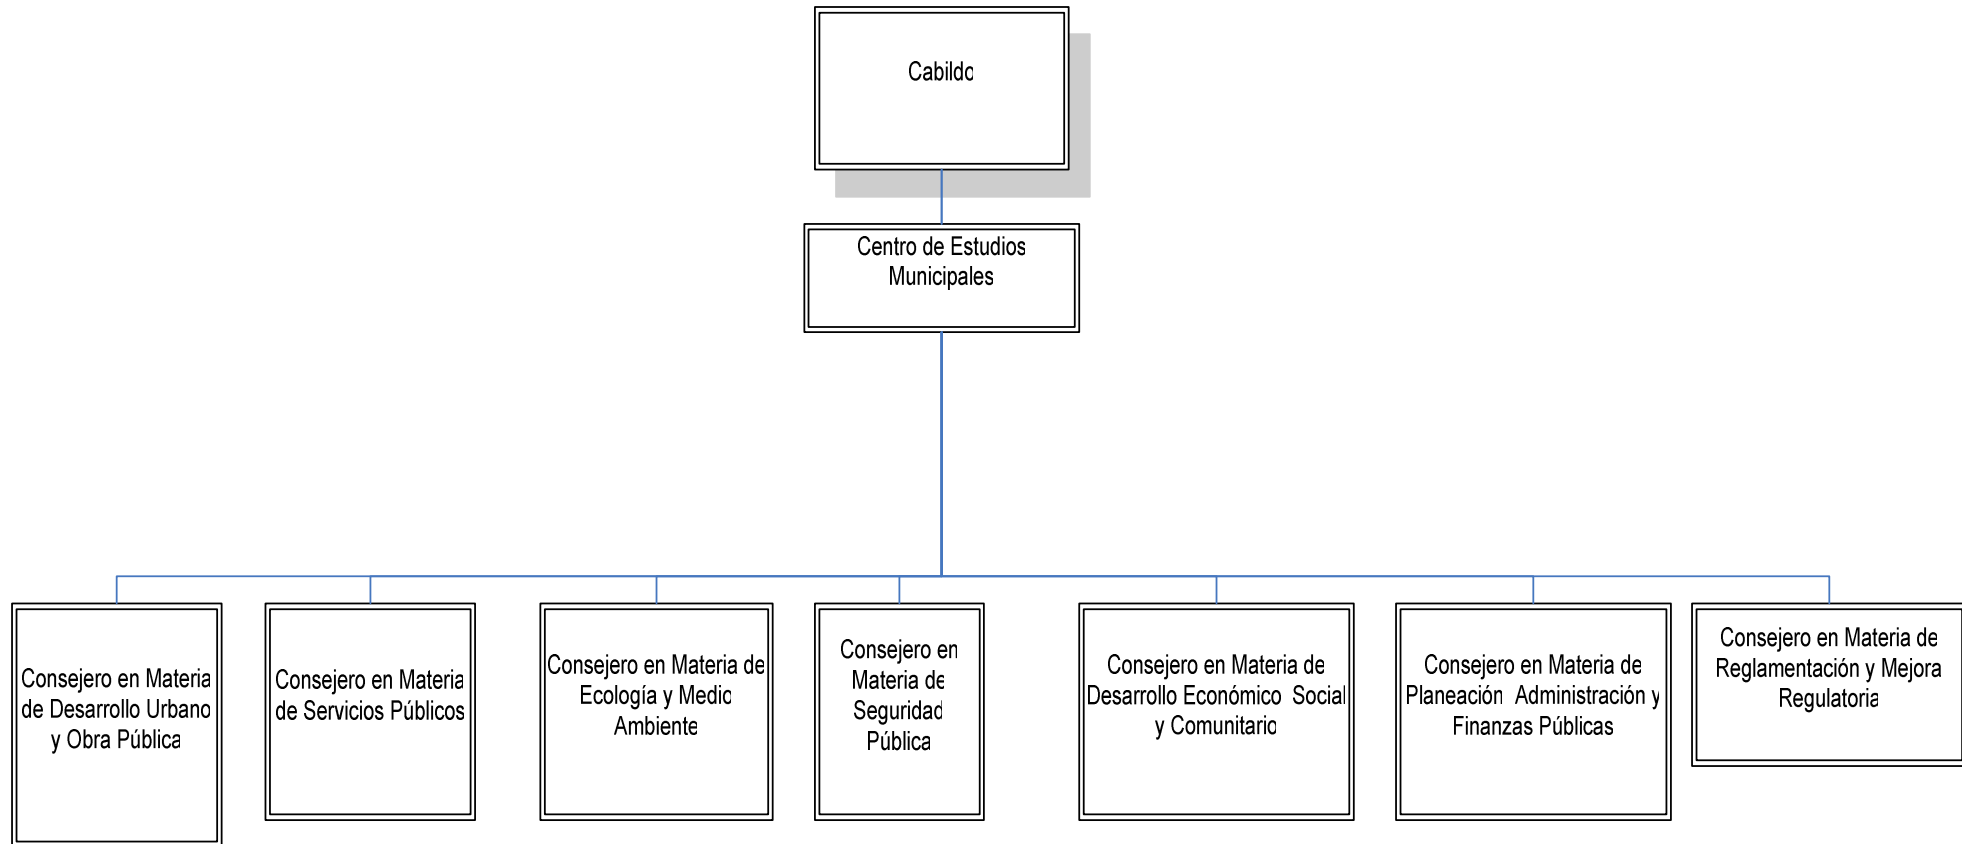 Cabildo
Centro de Estudios
Municipales
Consejero en Materia
de Desarrollo Urbano
y Obra Pública
Consejero en Materia
de Servicios Públicos
Consejero en Materia de
Ecología y Medio
Ambiente
Consejero en
Materia de
Seguridad
Pública
Consejero en Materia de
Desarrollo Económico Social
y Comunitario
Consejero en Materia de
Planeación Administración y
Finanzas Públicas
Consejero en Materia de
Reglamentación y Mejora
Regulatoria